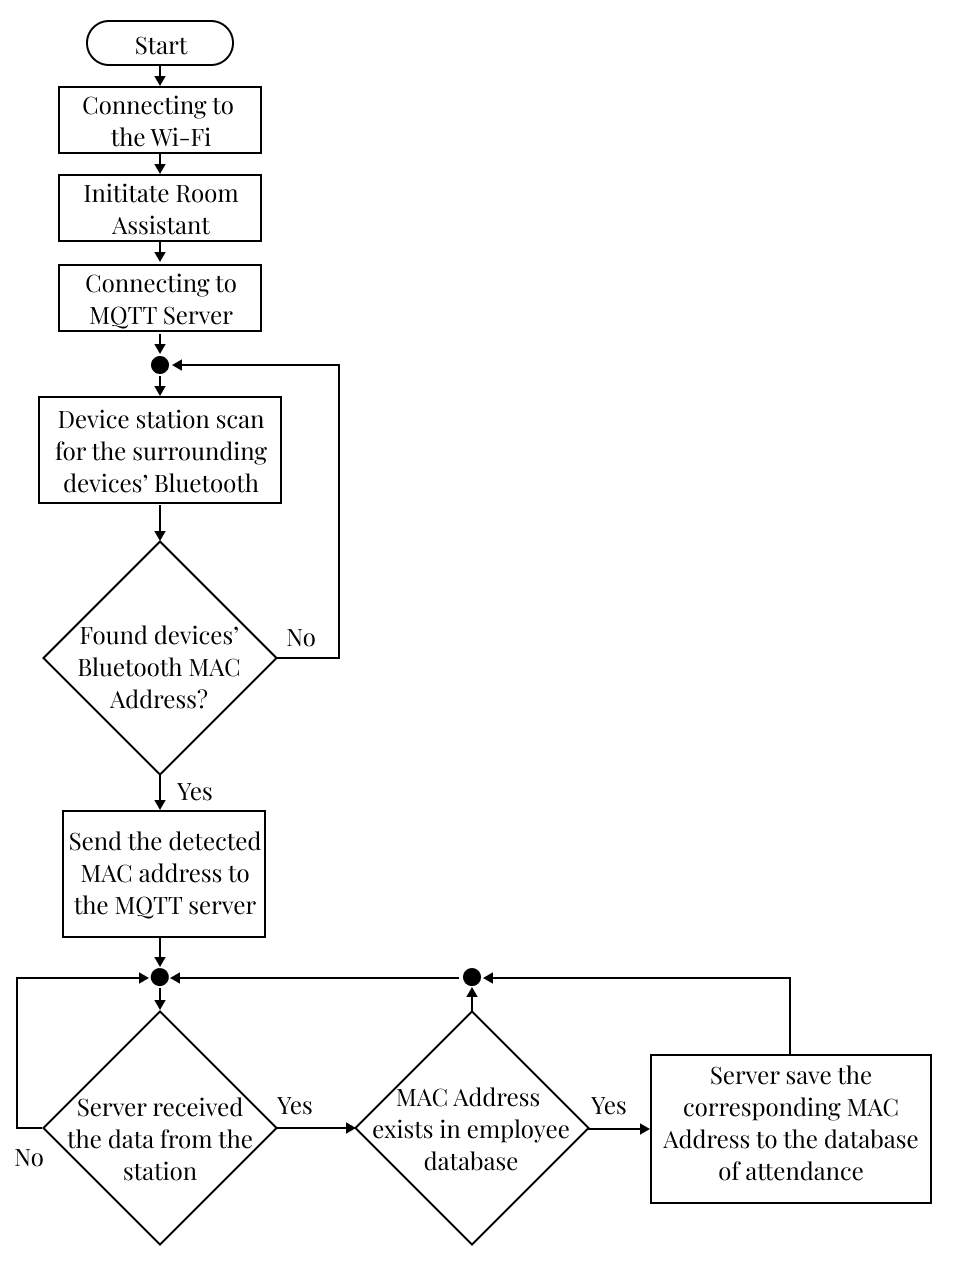 Start
Connecting to
the Wi-Fi
Inititate Room
Assistant
Connecting to
MQTT Server
Device station scan
for the surrounding
devices’ Bluetooth
Found devices’
Bluetooth MAC
Address?
No
Yes
Send the detected
MAC address to
the MQTT server
Server received
the data from the
station
No
Yes
MAC Address
exists in employee
database
Yes
Server save the
corresponding MAC
Address to the database
of attendance